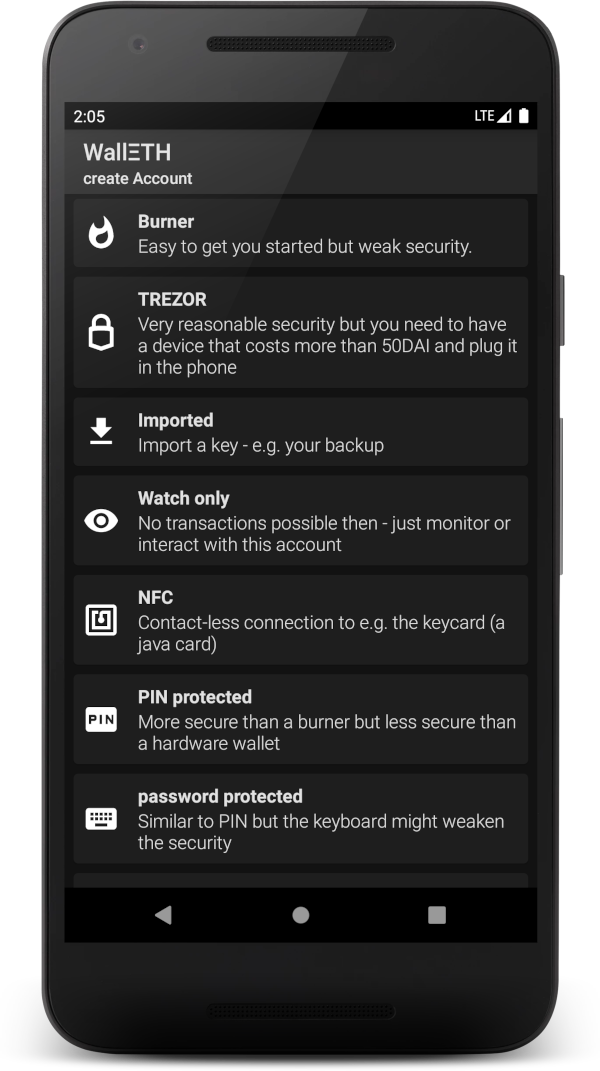 2:05
LTE
WallΞTH
create Account
Burner
Easy to get you started but weak security.
TREZOR
Very reasonable security but you need to have
a device that costs more than 50DAI and plug it
in the phone
Imported
Import a key - e.g. your backup
Watch only
No transactions possible then - just monitor or
interact with this account
NFC
Contact-less connection to e.g. the keycard (a
java card)
PIN
PIN protected
More secure than a burner but less secure than
a hardware wallet
password protected
Similar to PIN but the keyboard might weaken
the security